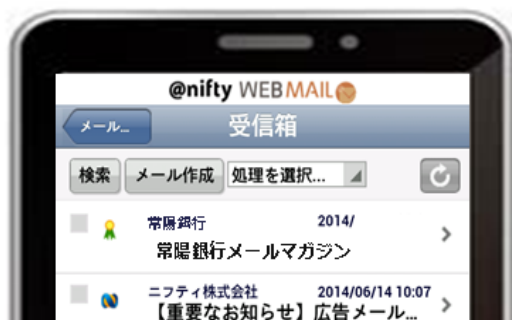 @nifty WEBMAIL
メール… 受信箱
検索 メール作成 処理を選択...
常陽銀行 2014/
常陽銀行メールマガジン
ニフティ株式会社 2014/06/14 10:07
【重要なお知らせ】広告メール...